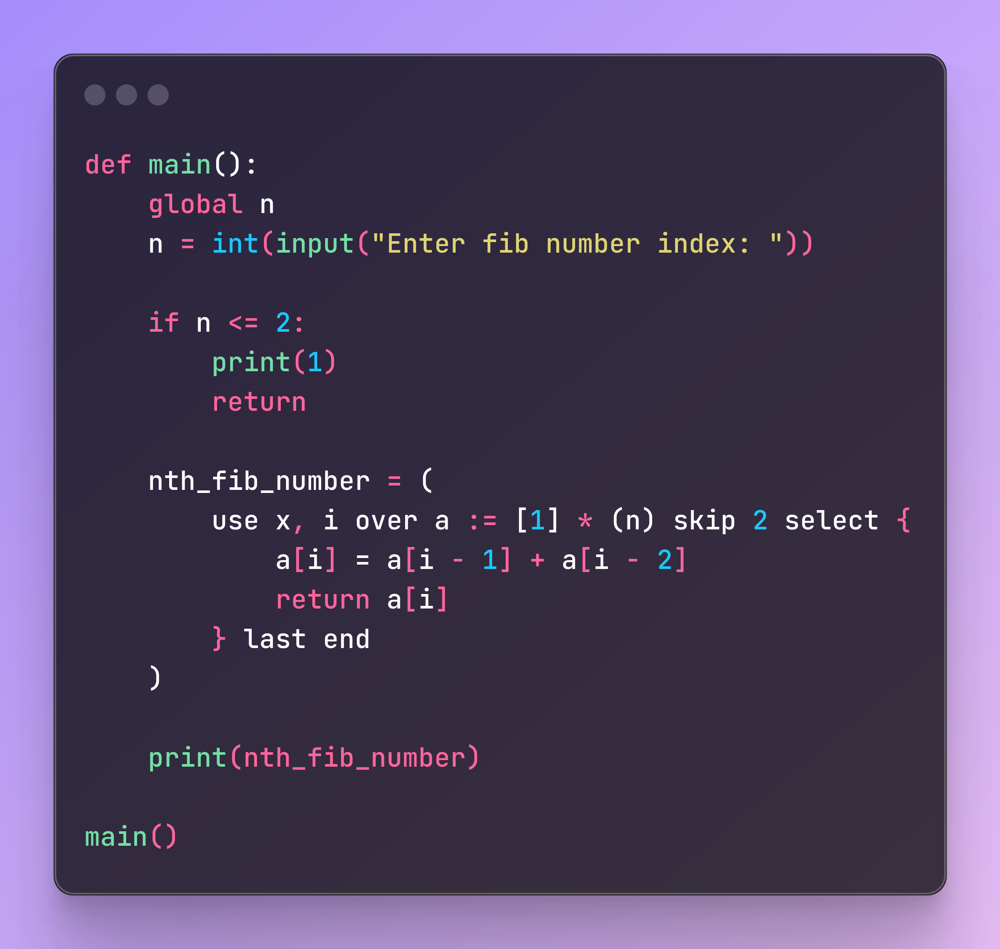 def main():
    global n
    n = int(input("Enter fib number index: "))

    if n <= 2:
        print(1)
        return

    nth_fib_number = (
        use x, i over a := [1] * (n) skip 2 select {
            a[i] = a[i - 1] + a[i - 2]
            return a[i]
        } last end
    )

    print(nth_fib_number)

main()